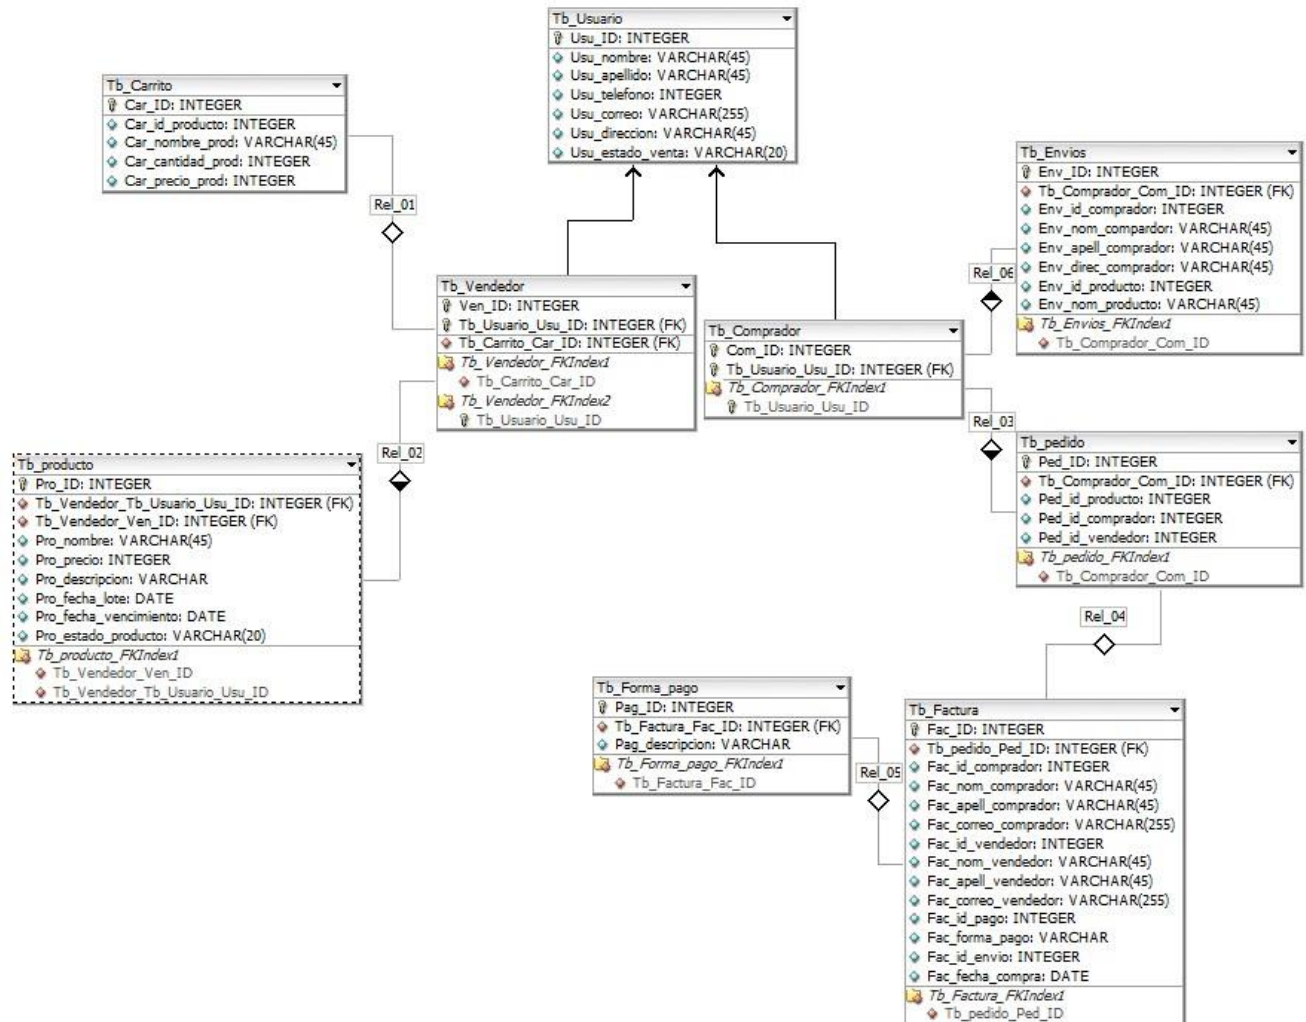 Tb_Usuario
Usu_ID: INTEGER
Usu_nombre: VARCHAR(45)
Usu_apellido: VARCHAR(45)
Usu_telefono: INTEGER
Usu_correo: VARCHAR(255)
Usu_direccion: VARCHAR(45)
Usu_estado_venta: VARCHAR(20)
Tb_Carrito
Car_ID: INTEGER
Car_id_producto: INTEGER
Car_nombre_prod: VARCHAR(45)
Car_cantidad_prod: INTEGER
Car_precio_prod: INTEGER
Rel_01
Tb_Envios
Env_ID: INTEGER
Tb_Comprador_Com_ID: INTEGER (FK)
Env_id_comprador: INTEGER
Env_nom_compardor: VARCHAR(45)
Env_apell_comprador: VARCHAR(45)
Env_direc_comprador: VARCHAR(45)
Env_id_producto: INTEGER
Env_nom_producto: VARCHAR(45)
Tb_Envios_FKIndex1
Tb_Comprador_Com_ID
Rel_06
Tb_Vendedor
Ven_ID: INTEGER
Tb_Usuario_Usu_ID: INTEGER (FK)
Tb_Carrito_Car_ID: INTEGER (FK)
Tb_Vendedor_FKIndex1
Tb_Carrito_Car_ID
Tb_Vendedor_FKIndex2
Tb_Usuario_Usu_ID
Tb_Comprador
Com_ID: INTEGER
Tb_Usuario_Usu_ID: INTEGER (FK)
Tb_Comprador_FKIndex1
Tb_Usuario_Usu_ID
Rel_03
Rel_02
Tb_pedido
Ped_ID: INTEGER
Tb_Comprador_Com_ID: INTEGER (FK)
Ped_id_producto: INTEGER
Ped_id_comprador: INTEGER
Ped_id_vendedor: INTEGER
Tb_pedido_FKIndex1
Tb_Comprador_Com_ID
Tb_producto
Pro_ID: INTEGER
Tb_Vendedor_Tb_Usuario_Usu_ID: INTEGER (FK)
Tb_Vendedor_Ven_ID: INTEGER (FK)
Pro_nombre: VARCHAR(45)
Pro_precio: INTEGER
Pro_descripcion: VARCHAR
Pro_fecha_lote: DATE
Pro_fecha_vencimiento: DATE
Pro_estado_producto: VARCHAR(20)
Tb_producto_FKIndex1
Tb_Vendedor_Ven_ID
Tb_Vendedor_Tb_Usuario_Usu_ID
Rel_04
Tb_Forma_pago
Pag_ID: INTEGER
Tb_Factura_Fac_ID: INTEGER (FK)
Pag_descripcion: VARCHAR
Tb_Forma_pago_FKIndex1
Tb_Factura_Fac_ID
Rel_05
Tb_Factura
Fac_ID: INTEGER
Tb_pedido_Ped_ID: INTEGER (FK)
Fac_id_comprador: INTEGER
Fac_nom_comprador: VARCHAR(45)
Fac_apell_comprador: VARCHAR(45)
Fac_correo_comprador: VARCHAR(255)
Fac_id_vendedor: INTEGER
Fac_nom_vendedor: VARCHAR(45)
Fac_apell_vendedor: VARCHAR(45)
Fac_correo_vendedor: VARCHAR(255)
Fac_id_pago: INTEGER
Fac_forma_pago: VARCHAR
Fac_id_envio: INTEGER
Fac_fecha_compra: DATE
Tb_Factura_FKIndex1
Tb_pedido_Ped_ID